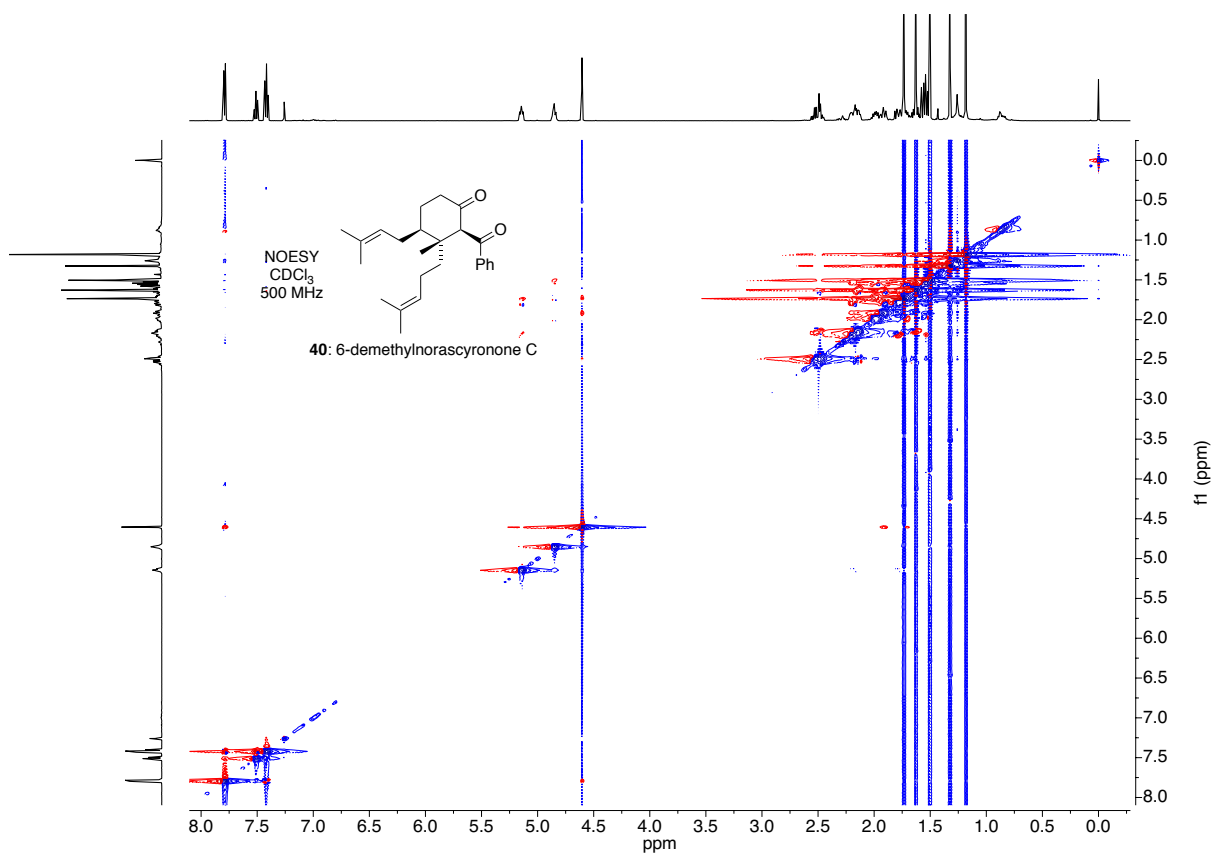 0.0
0.5
1.0
1.5
2.0
2.5
3.0
3.5
4.0
4.5
5.0
5.5
6.0
6.5
7.0
7.5
8.0
f1 (ppm)
O
O
Ph
NOESY
CDCl₃
500 MHz
40: 6-demethylnorascyronone C
8.0 7.5 7.0 6.5 6.0 5.5 5.0 4.5 4.0 3.5 3.0 2.5 2.0 1.5 1.0 0.5 0.0
ppm